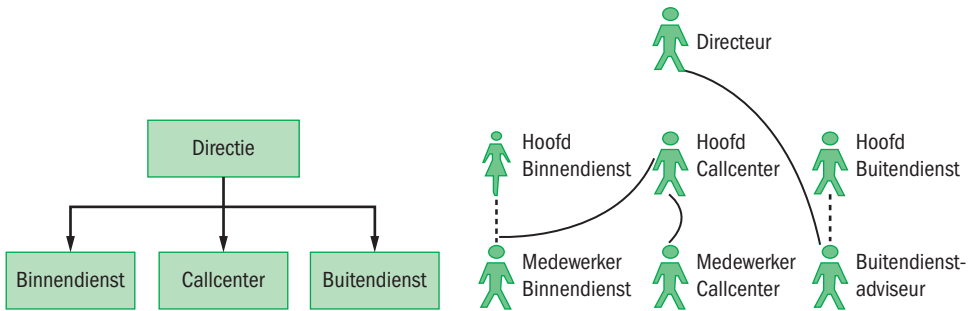 Directie
Binnendienst
Callcenter
Buitendienst
Directeur
Hoofd
Binnendienst
Hoofd
Callcenter
Hoofd
Buitendienst
Medewerker
Binnendienst
Medewerker
Callcenter
Buitendienst-
adviseur